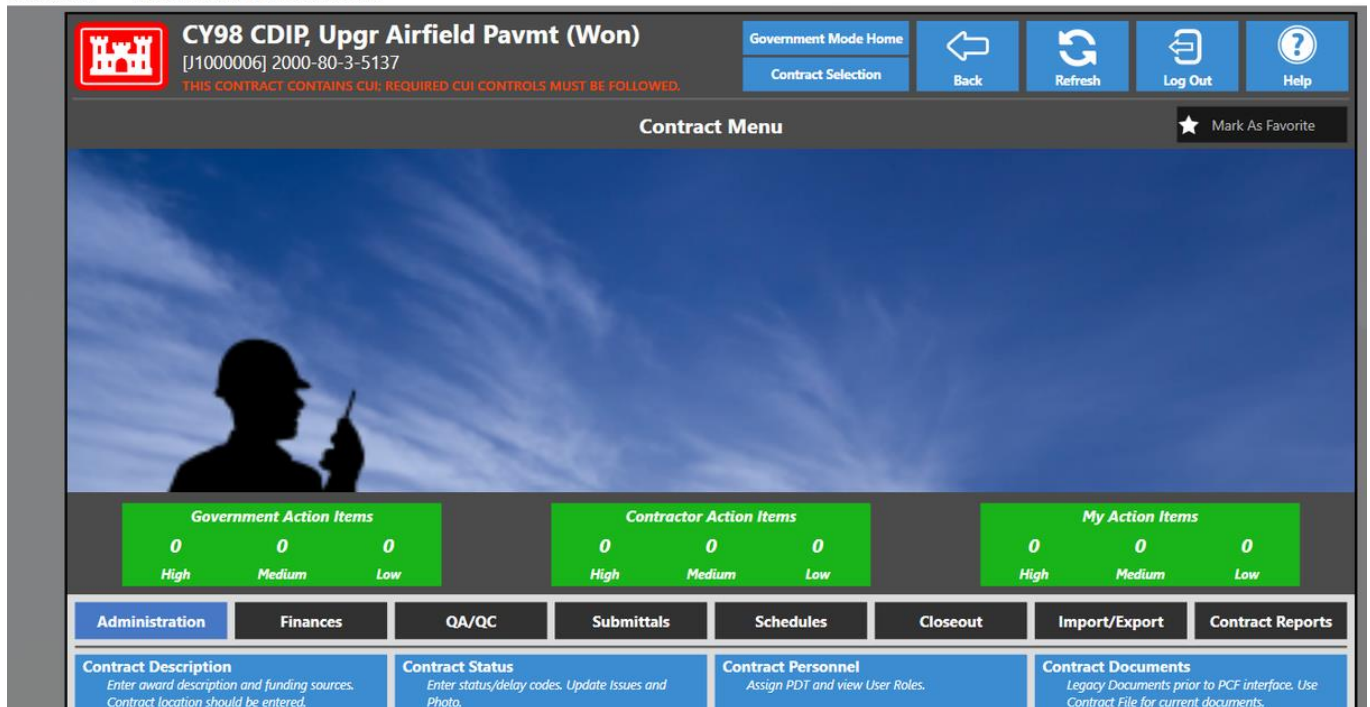 CY98 CDIP, Upgr Airfield Pavmt (Won)
[J1000006] 2000-80-3-5137
THIS CONTRACT CONTAINS CUI; REQUIRED CUI CONTROLS MUST BE FOLLOWED.
Government Mode Home
Contract Selection
Back
Refresh
Log Out
Help
Contract Menu
Mark As Favorite
Government Action Items
0 0 0
High Medium Low
Contractor Action Items
0 0 0
High Medium Low
My Action Items
0 0 0
High Medium Low
Administration Finances QA/QC Submittals Schedules Closeout Import/Export Contract Reports
Contract Description
Enter award description and funding sources.
Contract location should be entered.
Contract Status
Enter status/delay codes. Update Issues and
Photo.
Contract Personnel
Assign PDT and view User Roles.
Contract Documents
Legacy Documents prior to PCF interface. Use
Contract File for current documents.